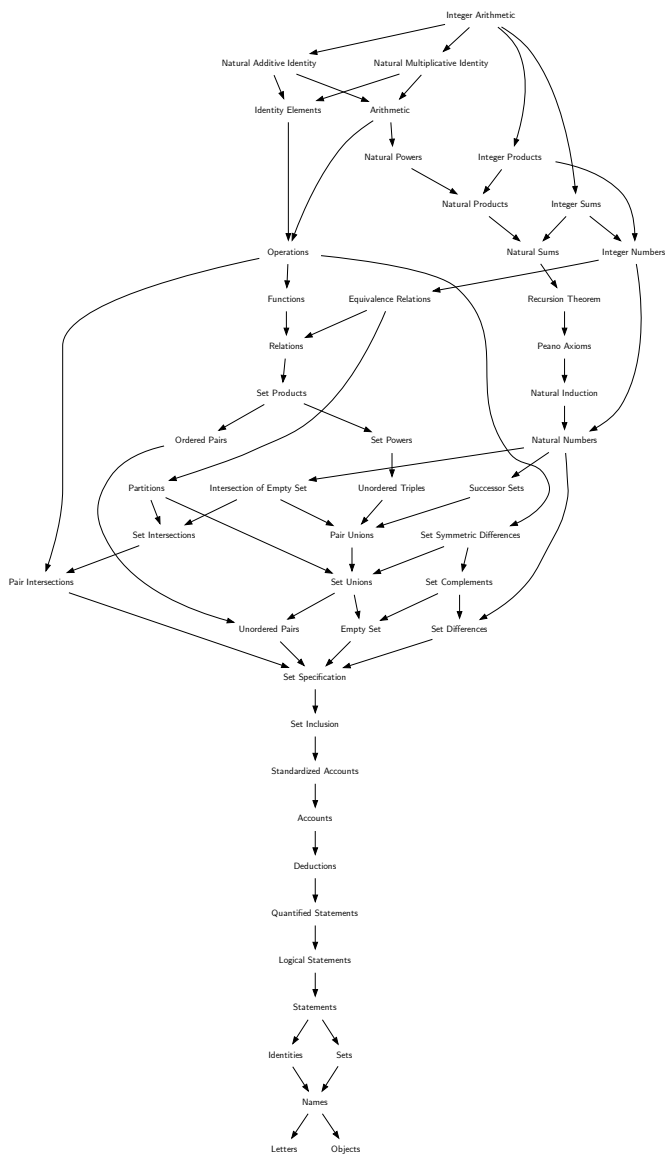 Integer Arithmetic
Natural Additive Identity
Natural Multiplicative Identity
Identity Elements
Arithmetic
Natural Powers
Integer Products
Natural Products
Integer Sums
Operations
Natural Sums
Integer Numbers
Functions
Equivalence Relations
Recursion Theorem
Relations
Peano Axioms
Set Products
Natural Induction
Ordered Pairs
Set Powers
Natural Numbers
Partitions
Intersection of Empty Set
Unordered Triples
Successor Sets
Set Intersections
Pair Unions
Set Symmetric Differences
Pair Intersections
Set Unions
Set Complements
Unordered Pairs
Empty Set
Set Differences
Set Specification
Set Inclusion
Standardized Accounts
Accounts
Deductions
Quantified Statements
Logical Statements
Statements
Identities
Sets
Names
Letters
Objects